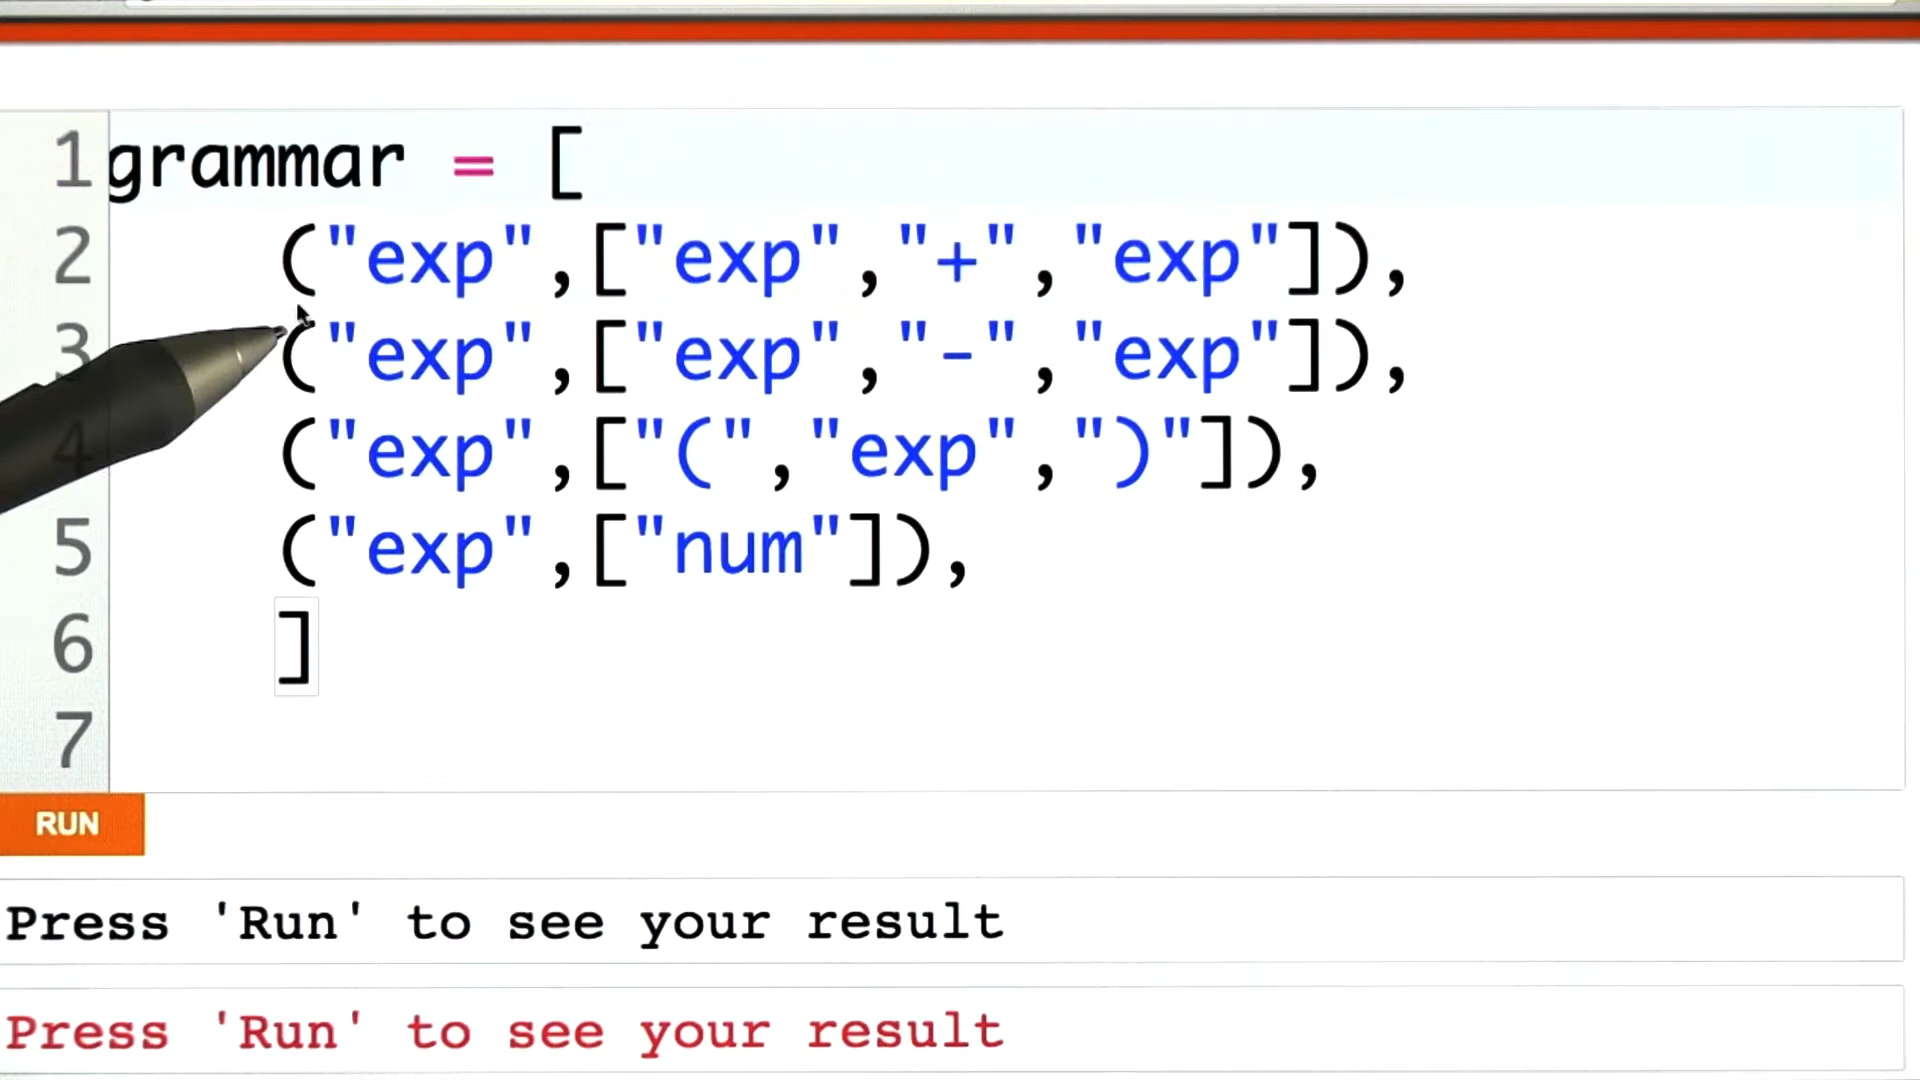 1 grammar = [
2 ("exp",["exp","+","exp"]),
3 ("exp",["exp","-","exp"]),
4 ("exp",["(","exp",")"]),
5 ("exp",["num"]),
6 ]
7
RUN
Press 'Run' to see your result
Press 'Run' to see your result